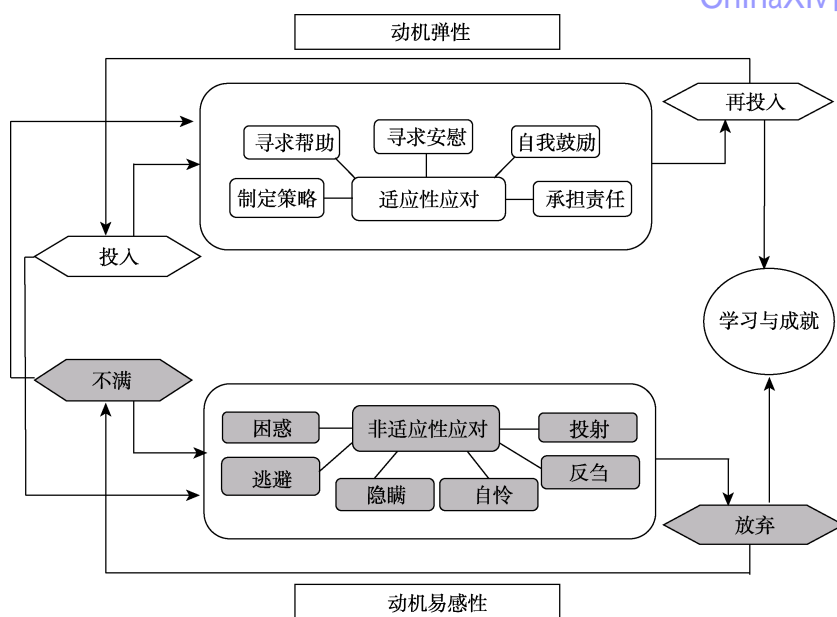 ChinaXiv
动机弹性
再投入
寻求帮助
寻求安慰
自我鼓励
制定策略
适应性应对
承担责任
投入
学习与成就
不满
困惑
非适应性应对
投射
逃避
反刍
隐瞒
自怜
放弃
动机易感性